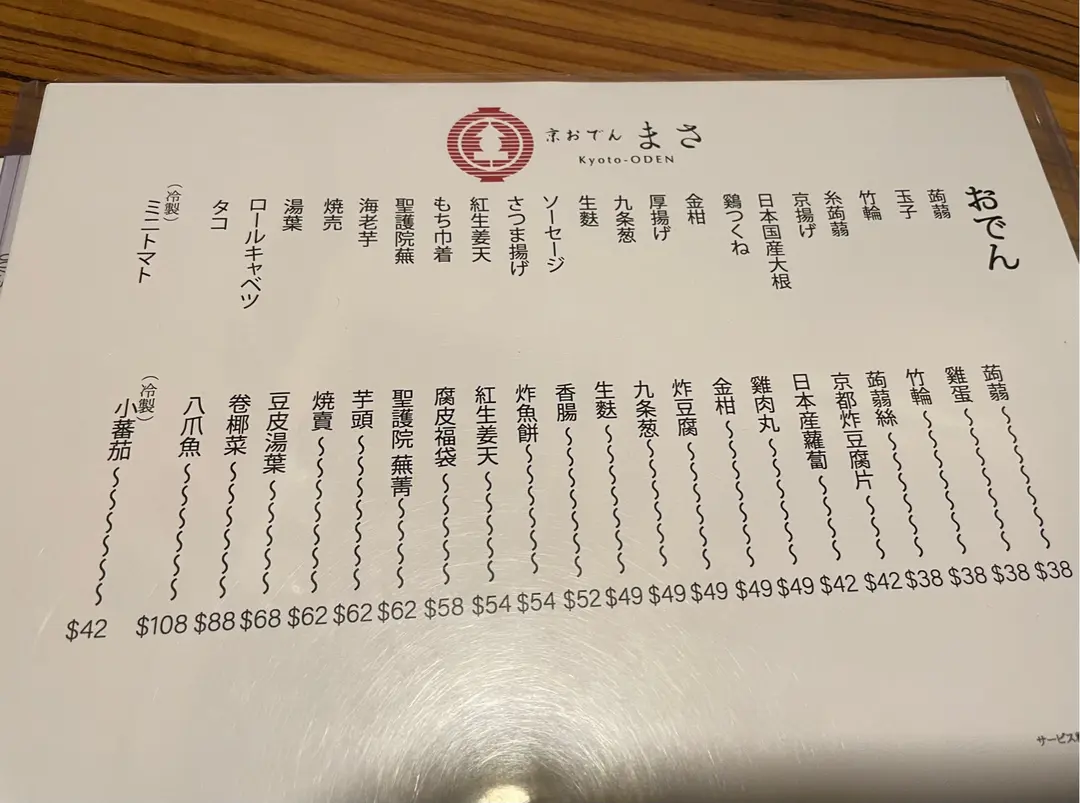 京おでん まさ
Kyoto-ODEN
おでん
蒟蒻
玉子
竹輪
糸蒟蒻
京揚げ
日本国産大根
鶏つくね
金柑
厚揚げ
九条葱
生麩
ソーセージ
さつま揚げ
紅生姜天
もち巾着
聖護院蕪
海老芋
焼売
湯葉
ロールキャベツ
タコ
(冷製)
ミニトマト
蒟蒻 $38
雞蛋 $38
竹輪 $38
蒟蒻絲 $38
京都炸豆腐片 $42
日本産蘿蔔 $42
雞肉丸 $49
金柑 $49
炸豆腐 $49
九条葱 $49
生麩 $49
香腸 $52
炸魚餅 $54
紅生姜天 $54
腐皮福袋 $58
聖護院 蕪菁 $62
芋頭 $62
焼賣 $62
豆皮湯葉 $68
卷椰菜 $88
八爪魚 $108
(冷製)
小蕃茄 $42
サービス